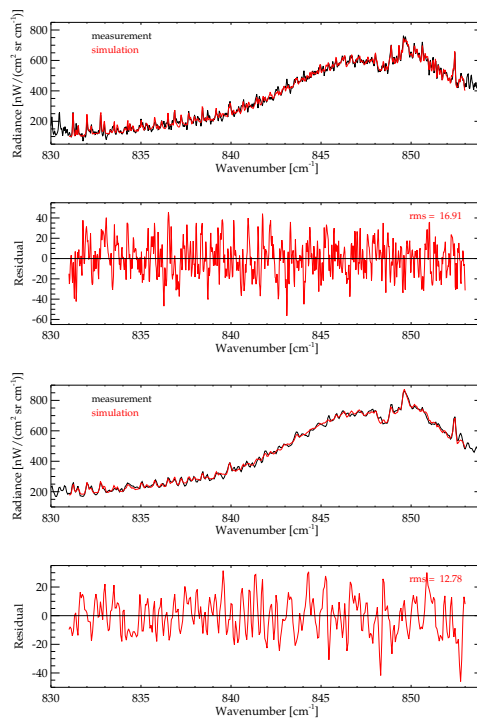 800
600
400
200
Radiance [nW/(cm² sr cm⁻¹)]
measurement
simulation
830 835 840 845 850
Wavenumber [cm⁻¹]
40
20
0
-20
-40
-60
Residual
rms = 16.91
830 835 840 845 850
Wavenumber [cm⁻¹]
800
600
400
200
Radiance [nW/(cm² sr cm⁻¹)]
measurement
simulation
830 835 840 845 850
Wavenumber [cm⁻¹]
20
0
-20
-40
Residual
rms = 12.78
830 835 840 845 850
Wavenumber [cm⁻¹]